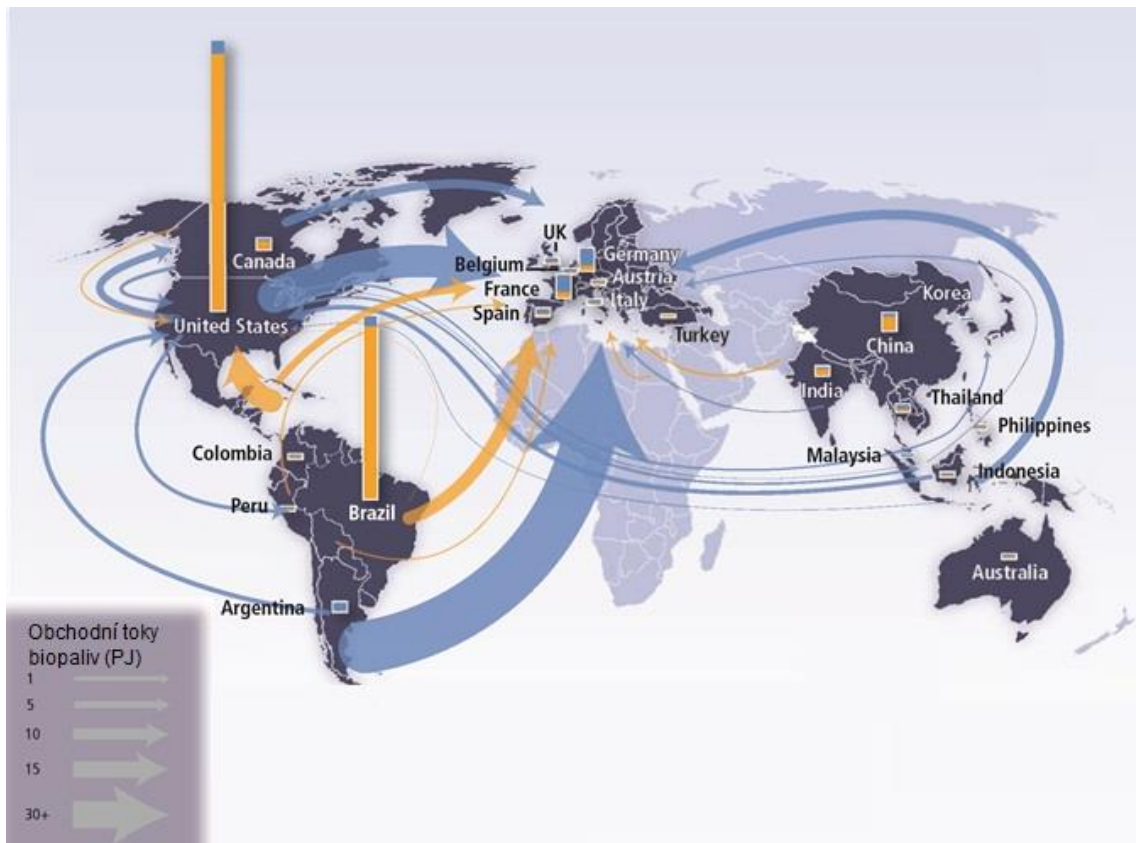 UK
Canada
Germany
Belgium
Austria
France
Italy
Korea
Spain
United States
Turkey
China
India
Thailand
Philippines
Colombia
Malaysia
Indonesia
Peru
Brazil
Australia
Argentina
Obchodní toky
biopaliv (PJ)
1
5
10
15
30+